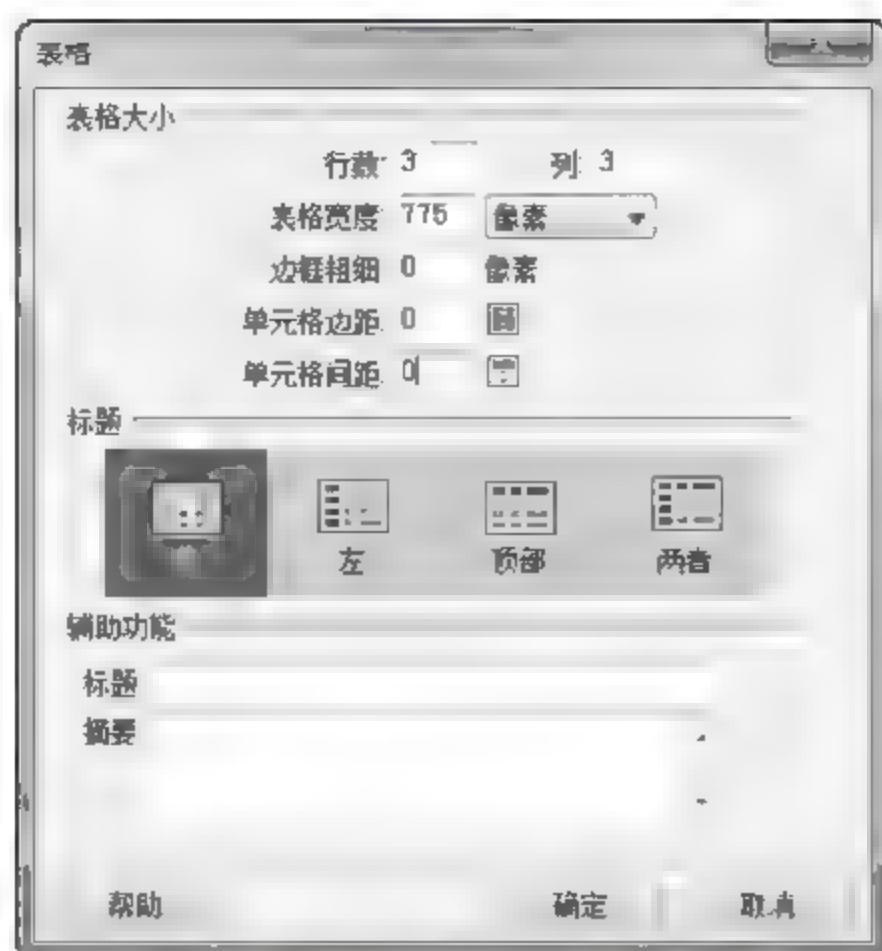 表格
表格大小
行数: 3 列: 3
表格宽度: 775 像素
边框粗细: 0 像素
单元格边距: 0
单元格间距: 0
标题
左 顶部 两者
辅助功能
标题
摘要
帮助 确定 取消